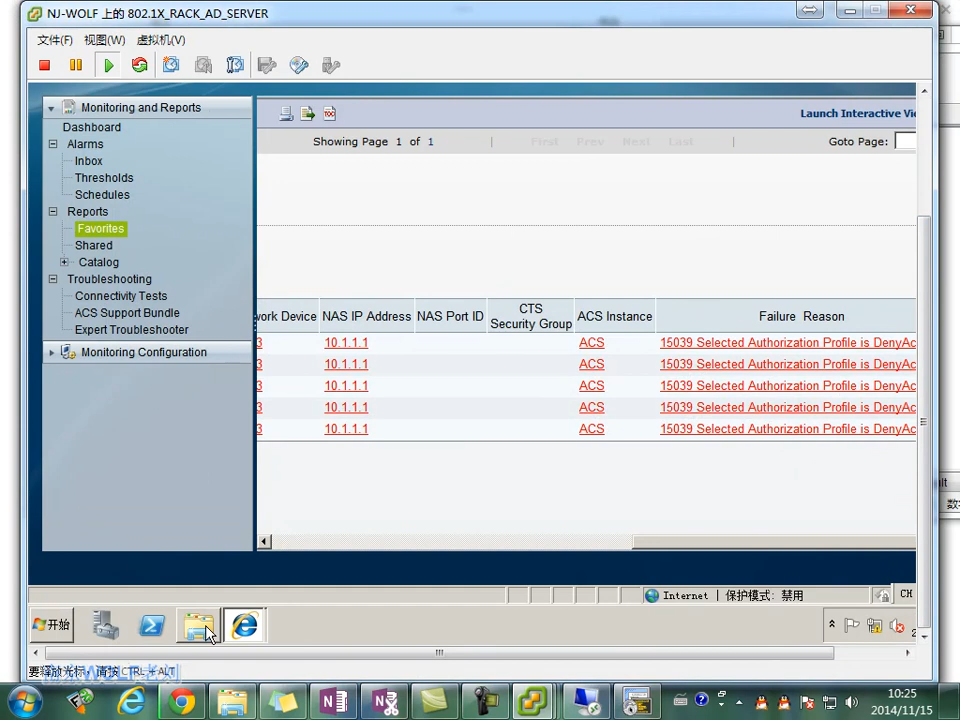 NJ-WOLF 上的 802.1X_RACK_AD_SERVER
文件(F) 视图(W) 虚拟机(V)
Monitoring and Reports
Dashboard
Alarms
Inbox
Thresholds
Schedules
Reports
Favorites
Shared
Catalog
Troubleshooting
Connectivity Tests
ACS Support Bundle
Expert Troubleshooter
Monitoring Configuration
Launch Interactive Vie
Showing Page 1 of 1 | First Prev Next Last | Goto Page:
work Device NAS IP Address NAS Port ID CTS Security Group ACS Instance Failure Reason
3 10.1.1.1 ACS 15039 Selected Authorization Profile is DenyAc
3 10.1.1.1 ACS 15039 Selected Authorization Profile is DenyAc
3 10.1.1.1 ACS 15039 Selected Authorization Profile is DenyAc
3 10.1.1.1 ACS 15039 Selected Authorization Profile is DenyAc
3 10.1.1.1 ACS 15039 Selected Authorization Profile is DenyAc
Internet | 保护模式: 禁用
CH
开始
要释放光标，请按 CTRL + ALT
10:25
2014/11/15